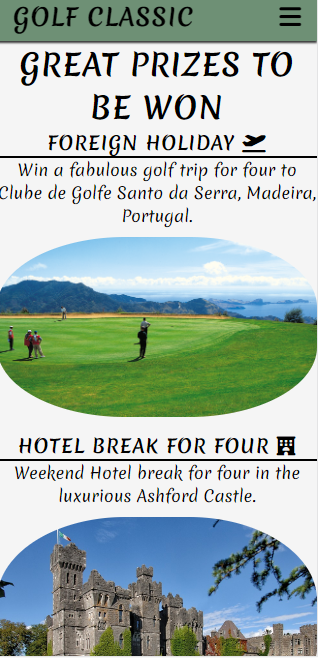 GOLF CLASSIC
GREAT PRIZES TO
BE WON
FOREIGN HOLIDAY
Win a fabulous golf trip for four to
Clube de Golfe Santo da Serra, Madeira,
Portugal.
HOTEL BREAK FOR FOUR
Weekend Hotel break for four in the
luxurious Ashford Castle.